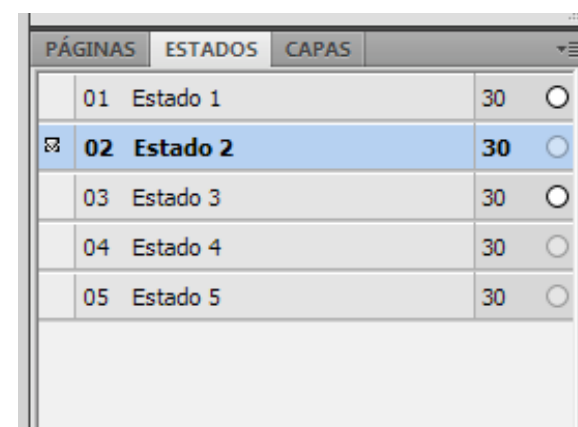 PÁGINAS ESTADOS CAPAS
01 Estado 1 30
02 Estado 2 30
03 Estado 3 30
04 Estado 4 30
05 Estado 5 30